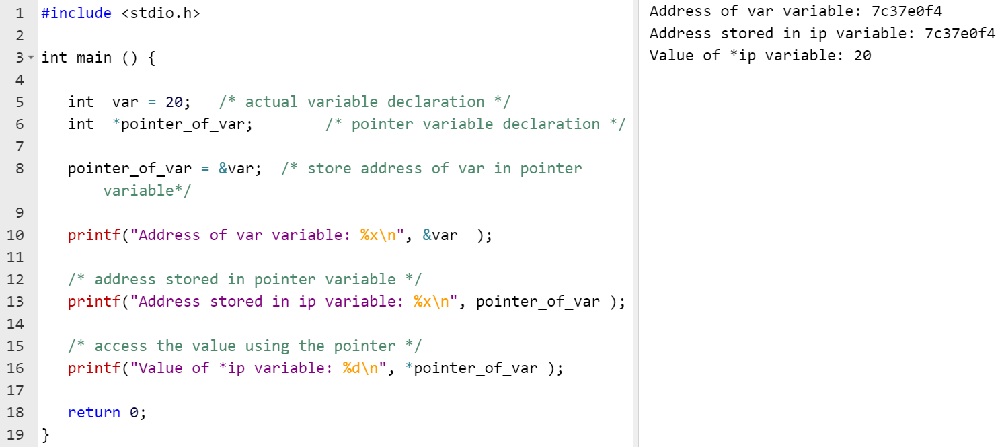 1 #include <stdio.h>
2
3 int main () {
4
5 int  var = 20;   /* actual variable declaration */
6 int  *pointer_of_var;        /* pointer variable declaration */
7
8 pointer_of_var = &var;  /* store address of var in pointer
variable*/
9
10 printf("Address of var variable: %x\n", &var  );
11
12 /* address stored in pointer variable */
13 printf("Address stored in ip variable: %x\n", pointer_of_var );
14
15 /* access the value using the pointer */
16 printf("Value of *ip variable: %d\n", *pointer_of_var );
17
18 return 0;
19 }
Address of var variable: 7c37e0f4
Address stored in ip variable: 7c37e0f4
Value of *ip variable: 20